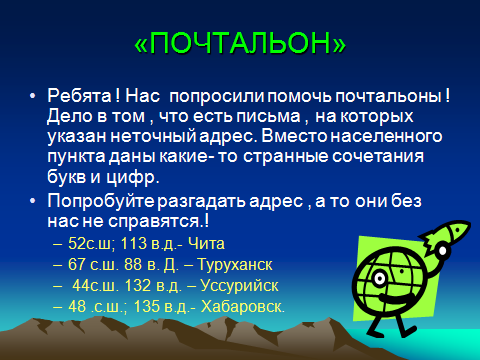 «ПОЧТАЛЬОН»
• Ребята ! Нас попросили помочь почтальоны !
Дело в том , что есть письма , на которых
указан неточный адрес. Вместо населенного
пункта даны какие- то странные сочетания
букв и цифр.
• Попробуйте разгадать адрес , а то они без
нас не справятся.!
– 52с.ш; 113 в.д.- Чита
– 67 с.ш. 88 в. Д. – Туруханск
– 44с.ш. 132 в.д. – Уссурийск
– 48 .с.ш.; 135 в.д.- Хабаровск.